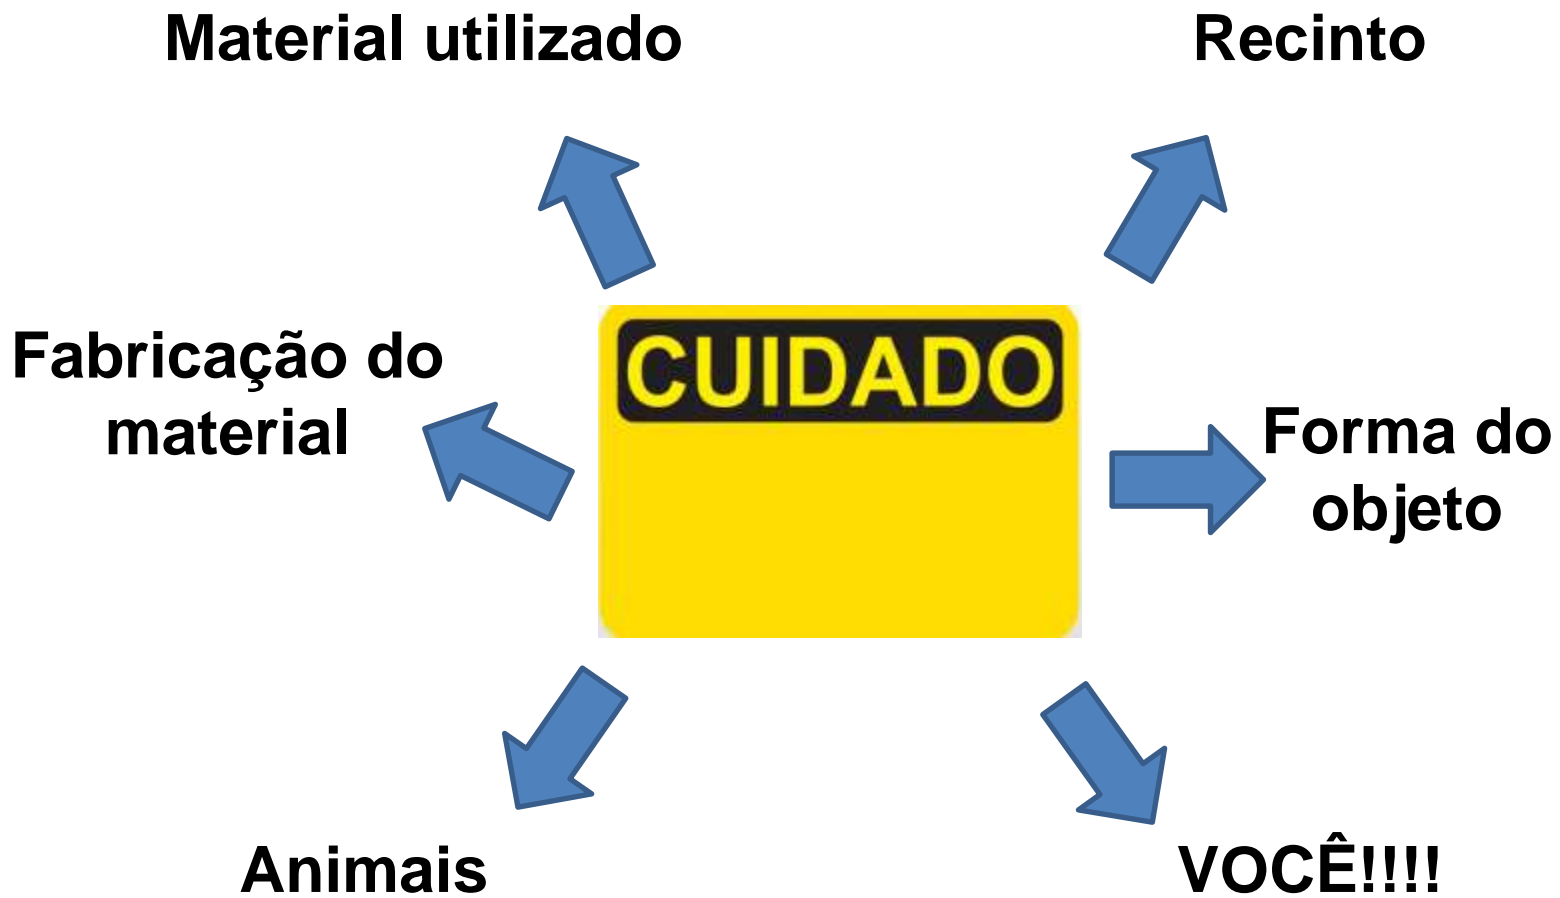 Material utilizado
Recinto
Fabricação do
material
CUIDADO
Forma do
objeto
Animais
VOCÊ!!!!